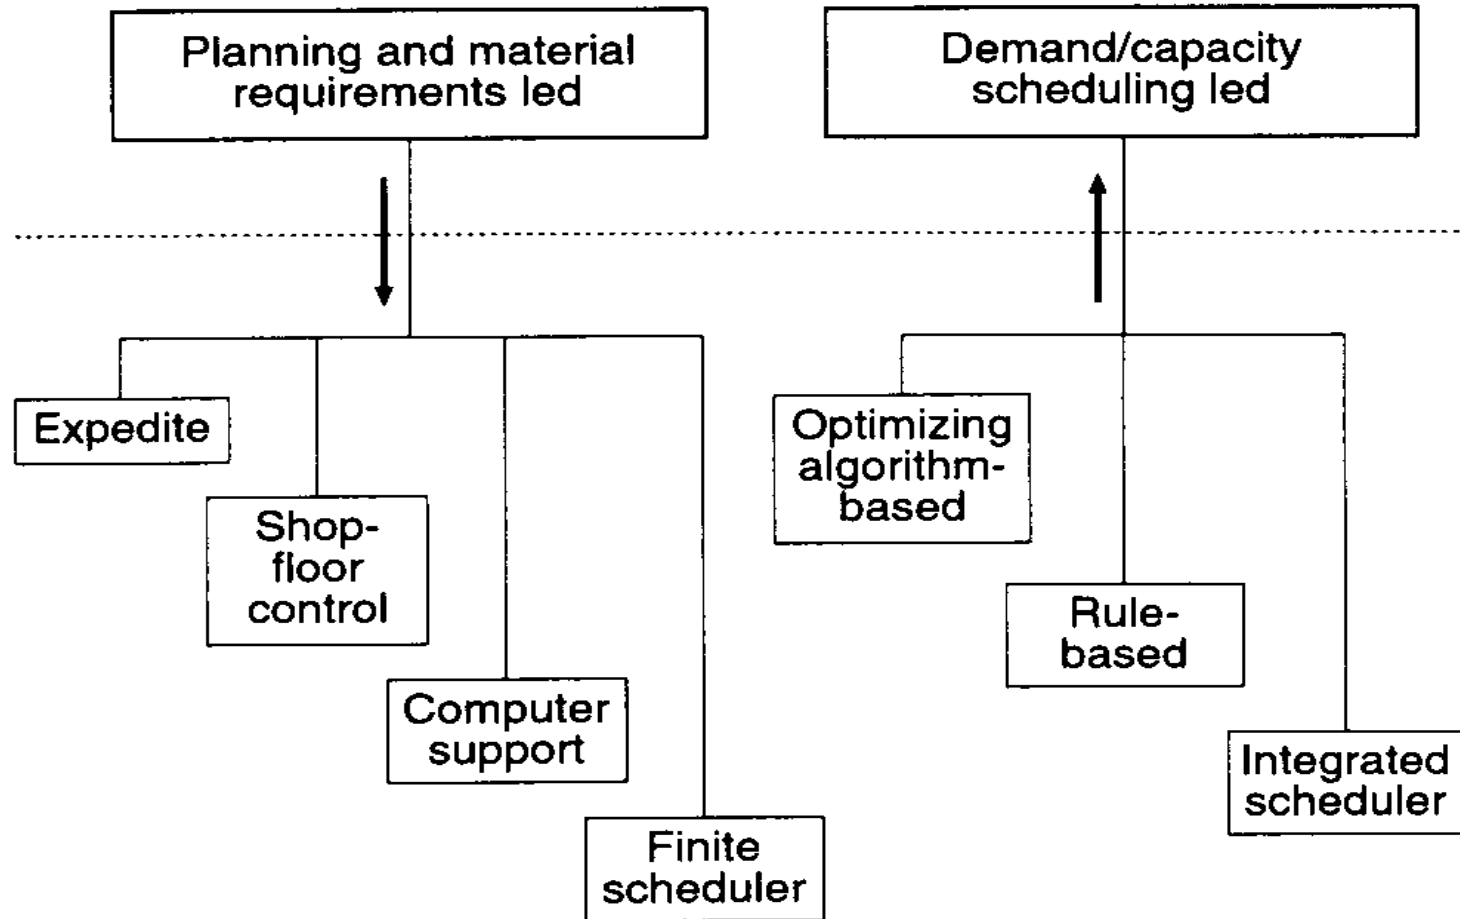 Planning and material
requirements led
Demand/capacity
scheduling led
Expedite
Shop-
floor
control
Computer
support
Finite
scheduler
Optimizing
algorithm-
based
Rule-
based
Integrated
scheduler